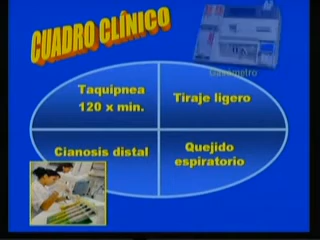 CUADRO CLÍNICO
Gasómetro
Taquipnea
120 x min.
Tiraje ligero
Cianosis distal
Quejido
espiratorio